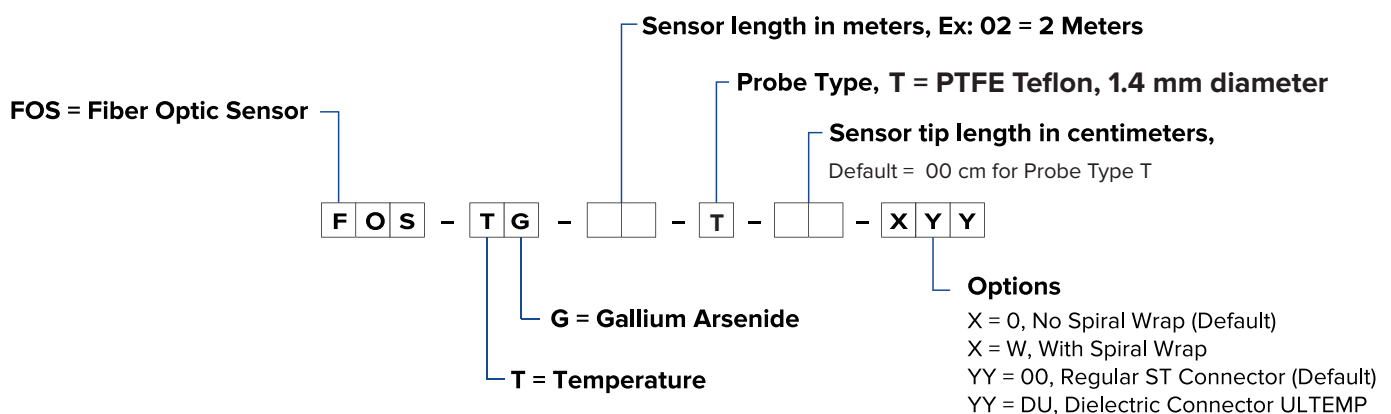 Sensor length in meters, Ex: 02 = 2 Meters
Probe Type, T = PTFE Teflon, 1.4 mm diameter
FOS = Fiber Optic Sensor
Sensor tip length in centimeters,
Default = 00 cm for Probe Type T
F O S – T G – – T – – X Y Y
Options
G = Gallium Arsenide
X = 0, No Spiral Wrap (Default)
X = W, With Spiral Wrap
T = Temperature
YY = 00, Regular ST Connector (Default)
YY = DU, Dielectric Connector ULTEMP